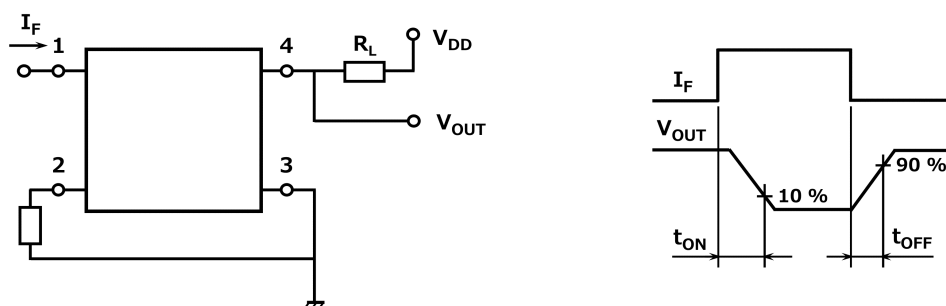 I_F
1
4
R_L
V_DD
V_OUT
2
3
I_F
V_OUT
10 %
90 %
t_ON
t_OFF